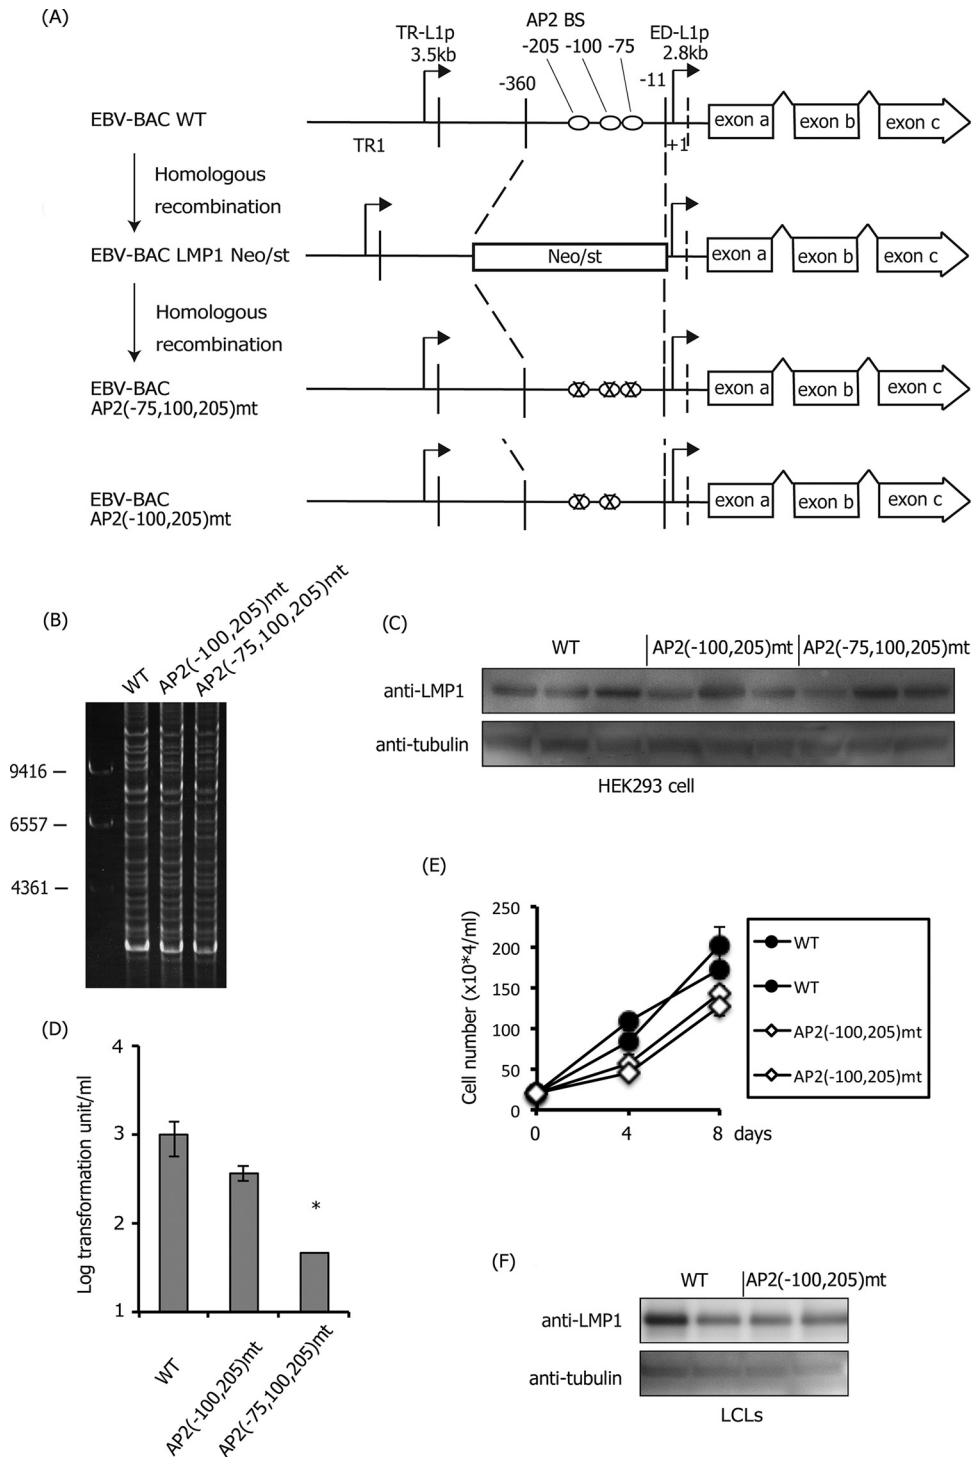 (A)
TR-L1p
3.5kb
AP2 BS
-205 -100 -75
ED-L1p
2.8kb
-360
-11
EBV-BAC WT
TR1
+1
exon a
exon b
exon c
Homologous
recombination
EBV-BAC LMP1 Neo/st
Neo/st
exon a
exon b
exon c
Homologous
recombination
EBV-BAC
AP2(-75,100,205)mt
X X X
exon a
exon b
exon c
EBV-BAC
AP2(-100,205)mt
X X
exon a
exon b
exon c
(B)
WT
AP2(-100,205)mt
AP2(-75,100,205)mt
9416
6557
4361
(C)
WT
AP2(-100,205)mt
AP2(-75,100,205)mt
anti-LMP1
anti-tubulin
HEK293 cell
(D)
Log transformation unit/ml
4
3
2
1
*
WT
AP2(-100,205)mt
AP2(-75,100,205)mt
(E)
Cell number (x10*4/ml)
250
200
150
100
50
0
0 4 8 days
WT
WT
AP2(-100,205)mt
AP2(-100,205)mt
(F)
WT
AP2(-100,205)mt
anti-LMP1
anti-tubulin
LCLs